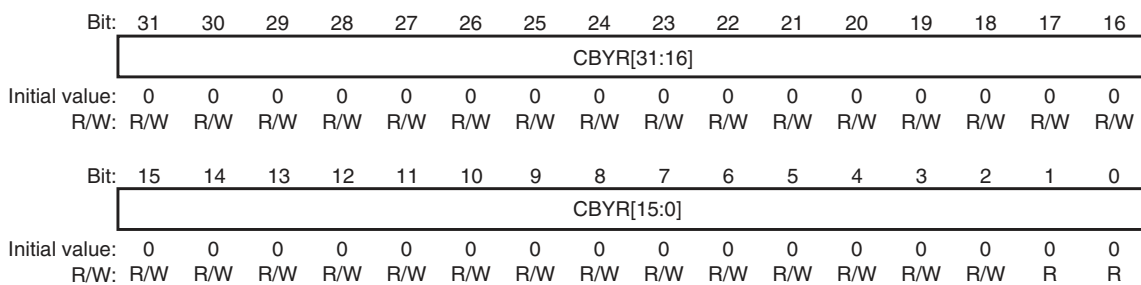 Bit: 31 30 29 28 27 26 25 24 23 22 21 20 19 18 17 16
CBYR[31:16]
Initial value: 0 0 0 0 0 0 0 0 0 0 0 0 0 0 0 0
R/W: R/W R/W R/W R/W R/W R/W R/W R/W R/W R/W R/W R/W R/W R/W R/W R/W
Bit: 15 14 13 12 11 10 9 8 7 6 5 4 3 2 1 0
CBYR[15:0]
Initial value: 0 0 0 0 0 0 0 0 0 0 0 0 0 0 0 0
R/W: R/W R/W R/W R/W R/W R/W R/W R/W R/W R/W R/W R/W R/W R/W R R